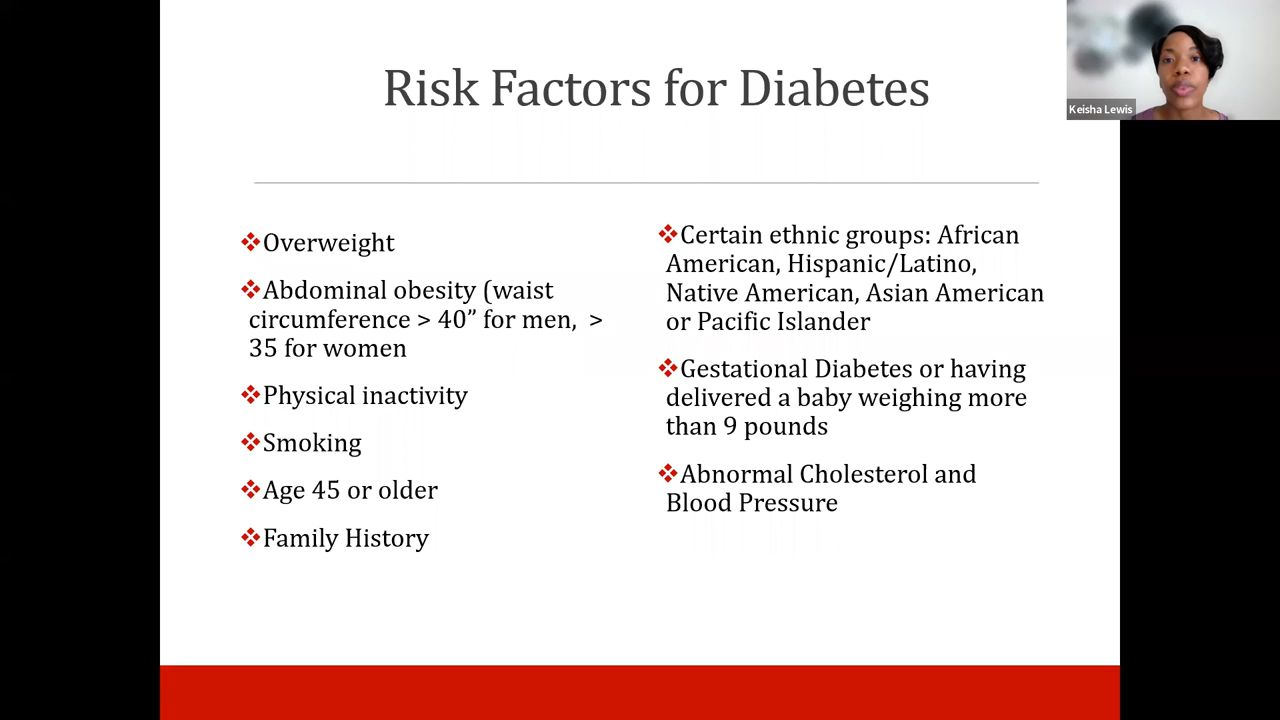 Risk Factors for Diabetes
Overweight
Abdominal obesity (waist
circumference > 40” for men,  >
35 for women
Physical inactivity
Smoking
Age 45 or older
Family History
Certain ethnic groups: African
American, Hispanic/Latino,
Native American, Asian American
or Pacific Islander
Gestational Diabetes or having
delivered a baby weighing more
than 9 pounds
Abnormal Cholesterol and
Blood Pressure
Keisha Lewis